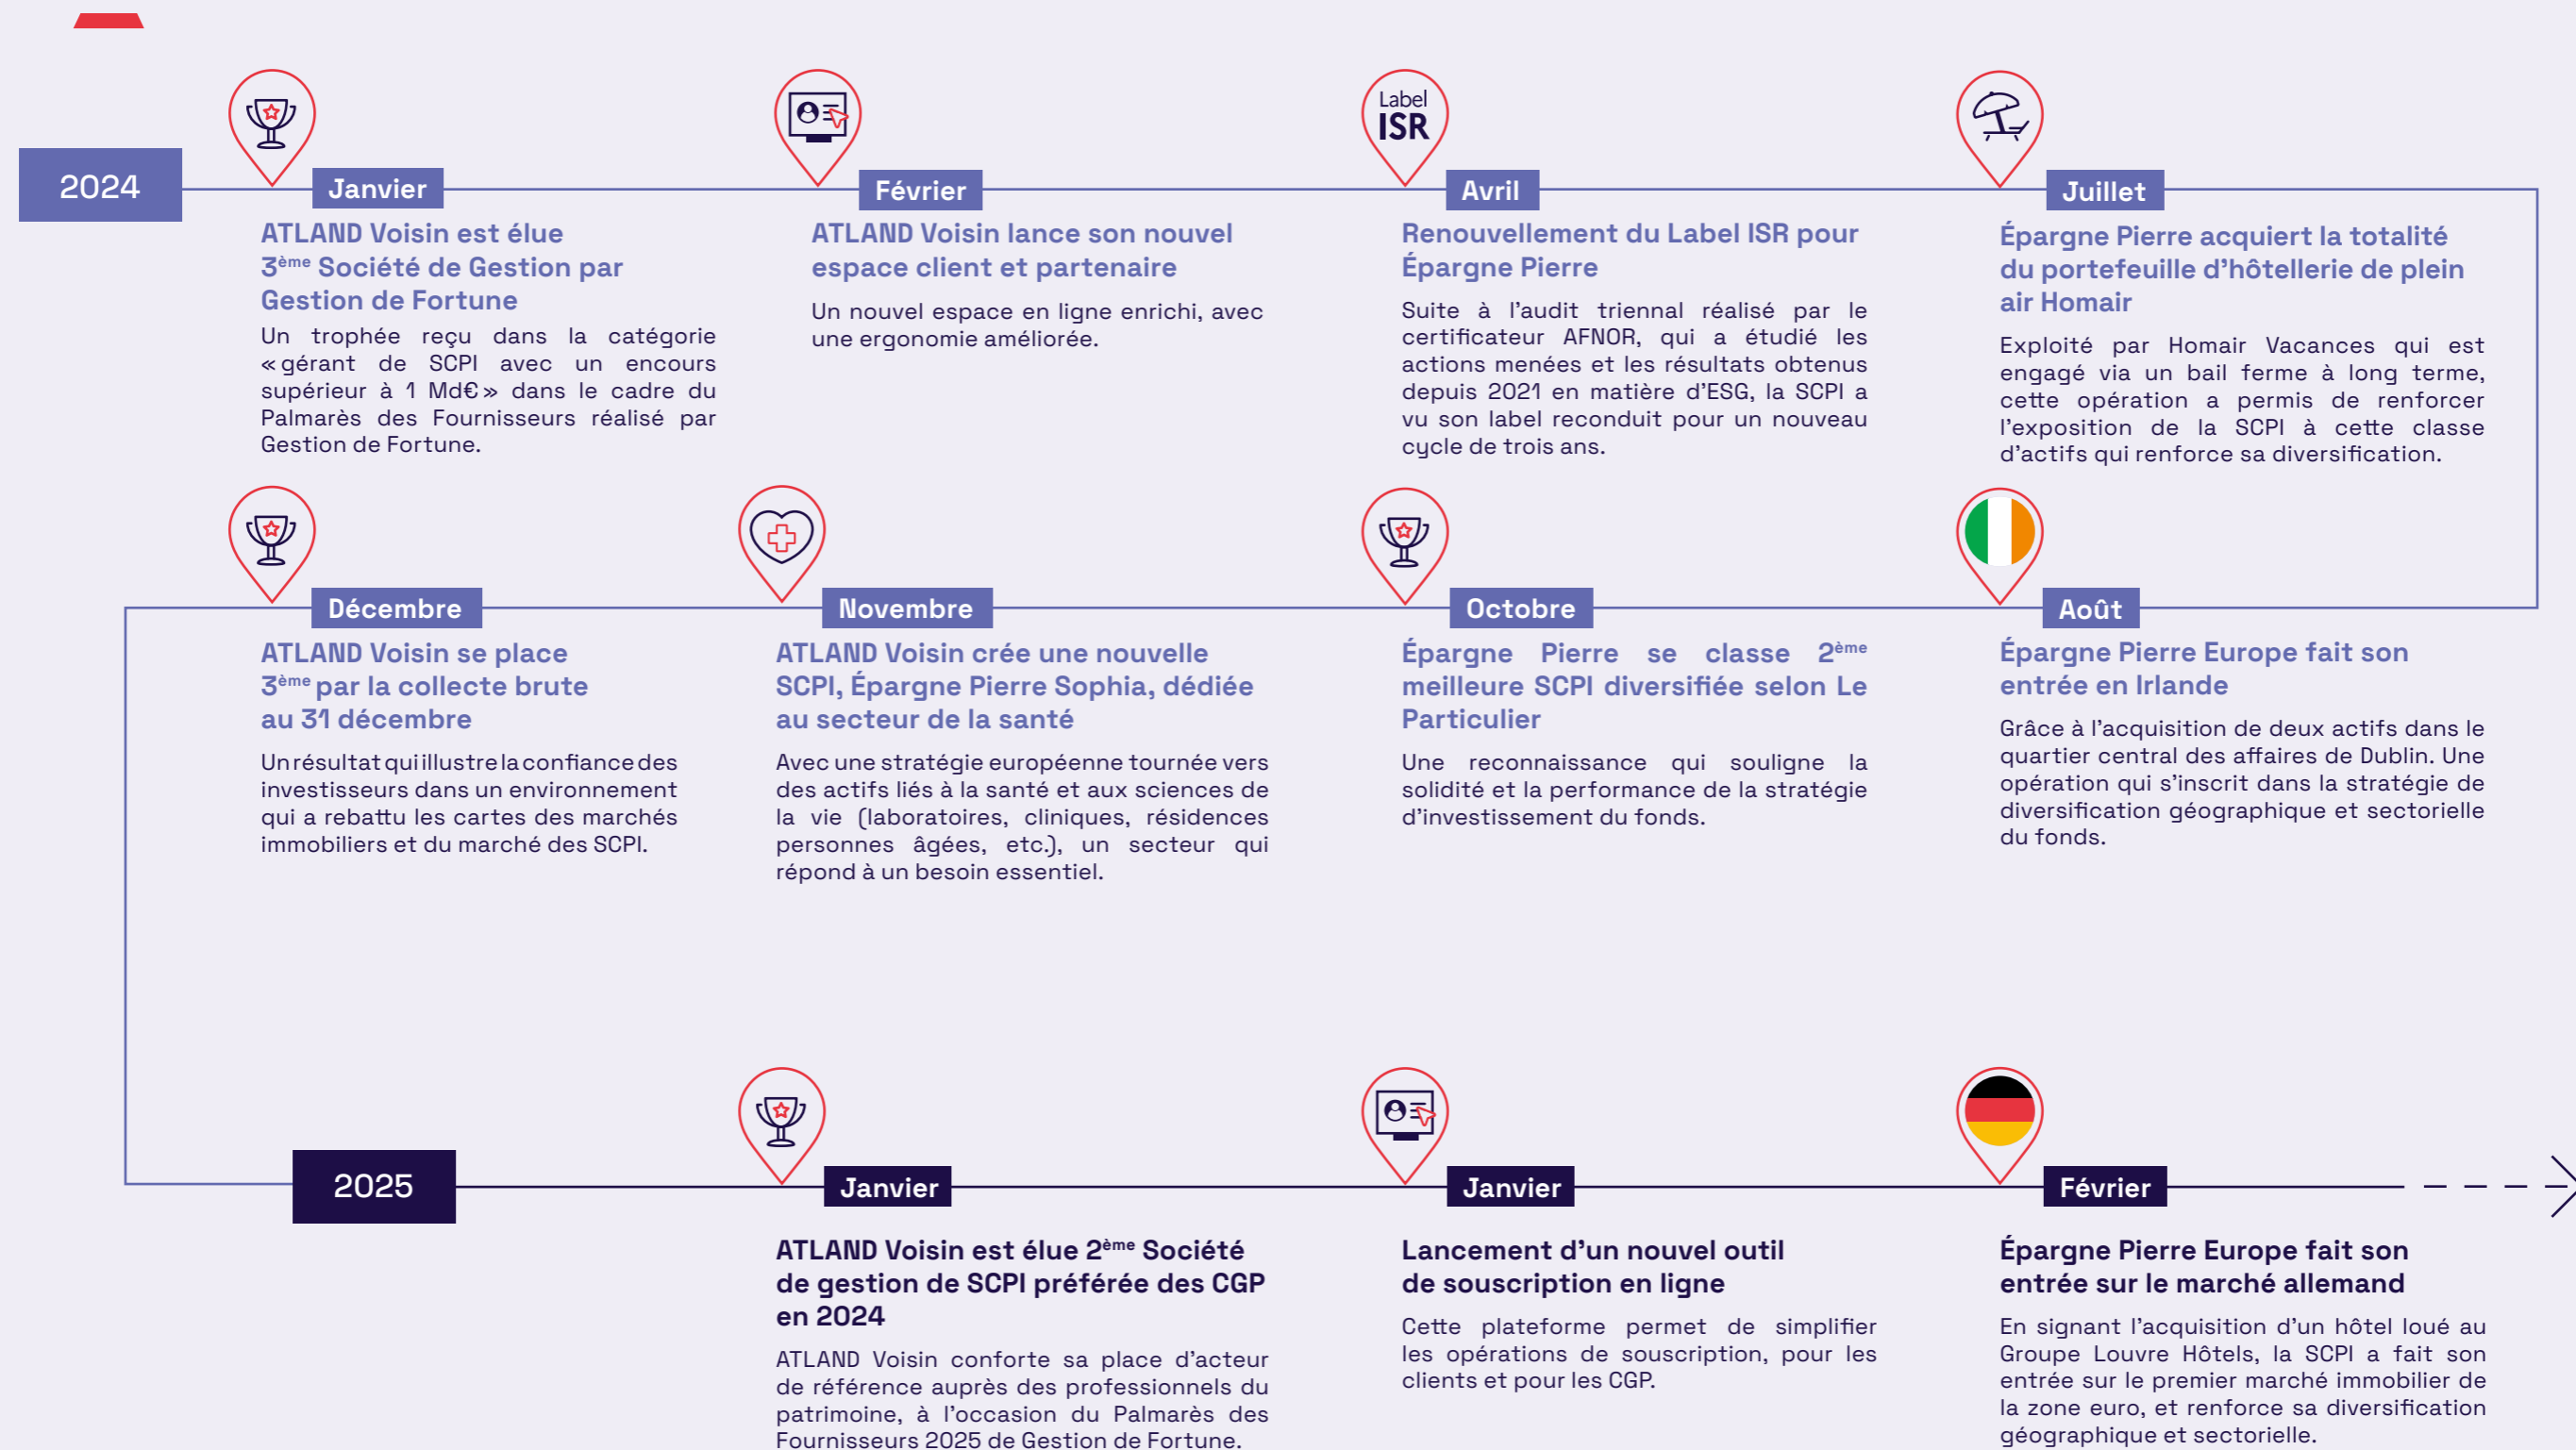 2024
Janvier
ATLAND Voisin est élue
3ème Société de Gestion par
Gestion de Fortune
Un trophée reçu dans la catégorie
« gérant de SCPI avec un encours
supérieur à 1 Md€ » dans le cadre du
Palmarès des Fournisseurs réalisé par
Gestion de Fortune.
Février
ATLAND Voisin lance son nouvel
espace client et partenaire
Un nouvel espace en ligne enrichi, avec
une ergonomie améliorée.
Label
ISR
Avril
Renouvellement du Label ISR pour
Épargne Pierre
Suite à l'audit triennal réalisé par le
certificateur AFNOR, qui a étudié les
actions menées et les résultats obtenus
depuis 2021 en matière d'ESG, la SCPI a
vu son label reconduit pour un nouveau
cycle de trois ans.
Juillet
Épargne Pierre acquiert la totalité
du portefeuille d'hôtellerie de plein
air Homair
Exploité par Homair Vacances qui est
engagé via un bail ferme à long terme,
cette opération a permis de renforcer
l'exposition de la SCPI à cette classe
d'actifs qui renforce sa diversification.
Décembre
ATLAND Voisin se place
3ème par la collecte brute
au 31 décembre
Un résultat qui illustre la confiance des
investisseurs dans un environnement
qui a rebattu les cartes des marchés
immobiliers et du marché des SCPI.
Novembre
ATLAND Voisin crée une nouvelle
SCPI, Épargne Pierre Sophia, dédiée
au secteur de la santé
Avec une stratégie européenne tournée vers
des actifs liés à la santé et aux sciences de
la vie (laboratoires, cliniques, résidences
personnes âgées, etc.), un secteur qui
répond à un besoin essentiel.
Octobre
Épargne Pierre se classe 2ème
meilleure SCPI diversifiée selon Le
Particulier
Une reconnaissance qui souligne la
solidité et la performance de la stratégie
d'investissement du fonds.
Août
Épargne Pierre Europe fait son
entrée en Irlande
Grâce à l'acquisition de deux actifs dans le
quartier central des affaires de Dublin. Une
opération qui s'inscrit dans la stratégie de
diversification géographique et sectorielle
du fonds.
2025
Janvier
ATLAND Voisin est élue 2ème Société
de gestion de SCPI préférée des CGP
en 2024
ATLAND Voisin conforte sa place d'acteur
de référence auprès des professionnels du
patrimoine, à l'occasion du Palmarès des
Fournisseurs 2025 de Gestion de Fortune.
Janvier
Lancement d'un nouvel outil
de souscription en ligne
Cette plateforme permet de simplifier
les opérations de souscription, pour les
clients et pour les CGP.
Février
Épargne Pierre Europe fait son
entrée sur le marché allemand
En signant l'acquisition d'un hôtel loué au
Groupe Louvre Hôtels, la SCPI a fait son
entrée sur le premier marché immobilier de
la zone euro, et renforce sa diversification
géographique et sectorielle.